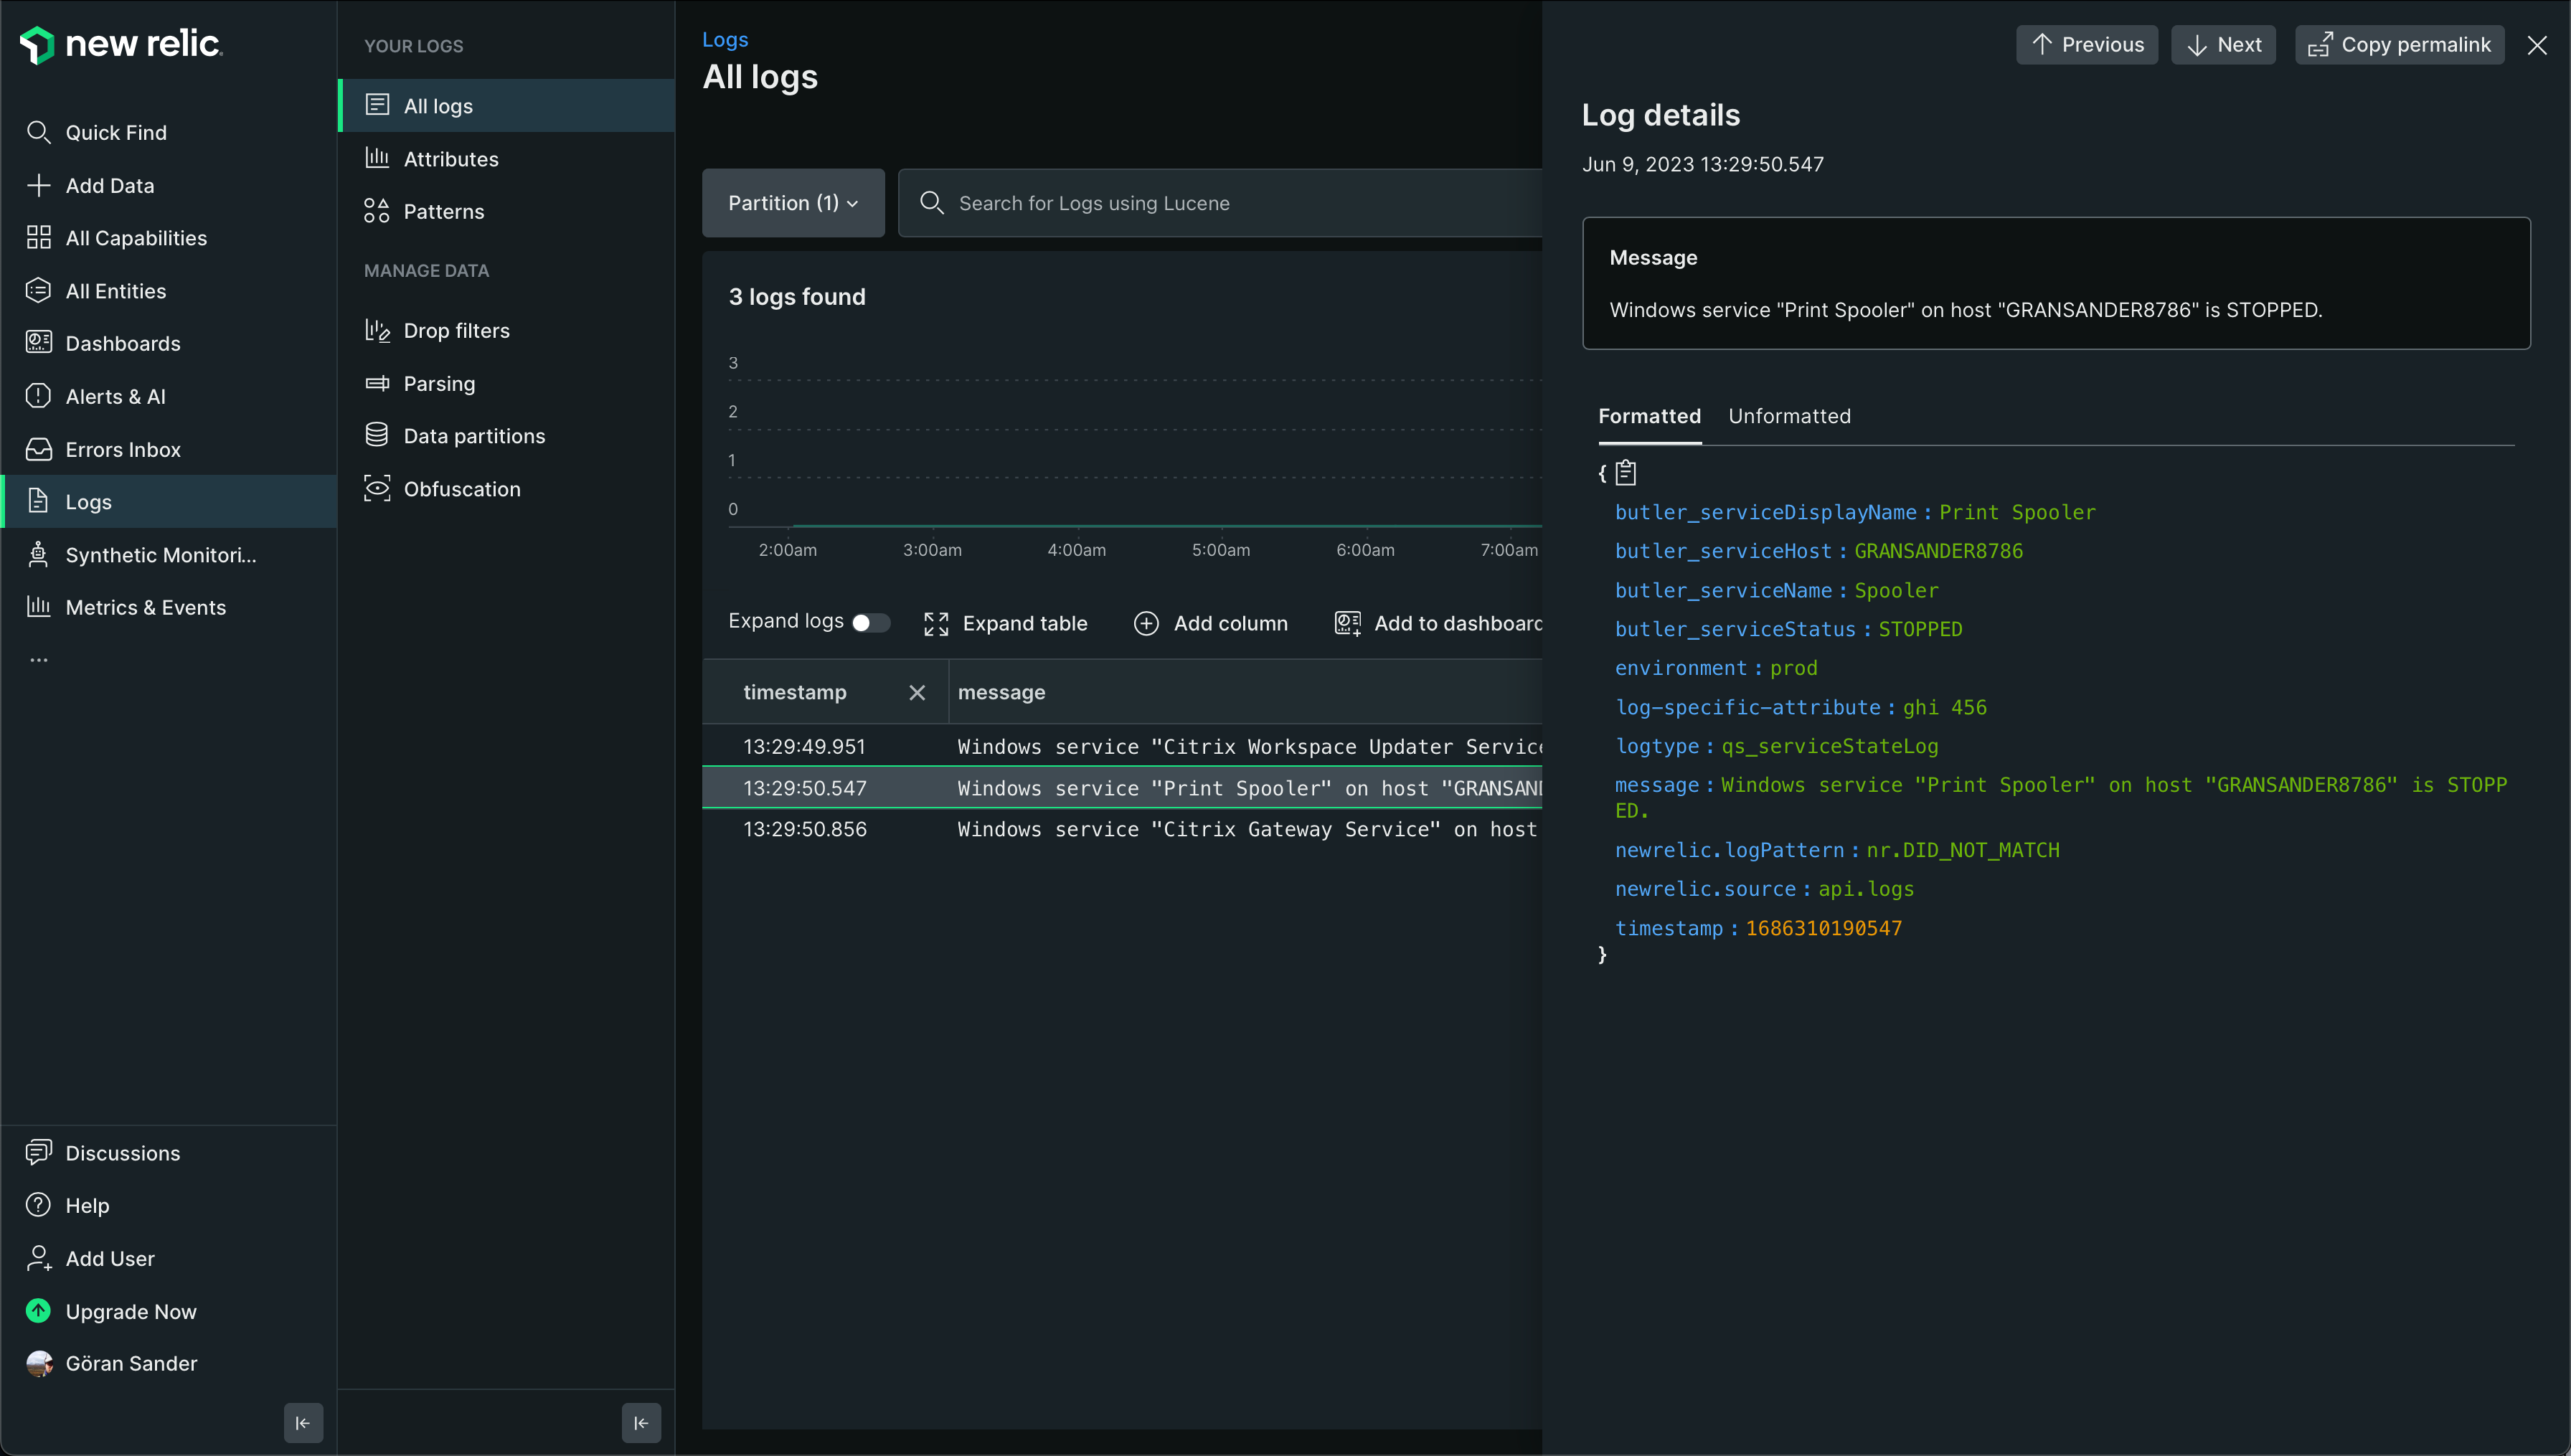 new relic
Quick Find
Add Data
All Capabilities
All Entities
Dashboards
Alerts & AI
Errors Inbox
Logs
Synthetic Monitori...
Metrics & Events
...
Discussions
Help
Add User
Upgrade Now
Göran Sander
YOUR LOGS
All logs
Attributes
Patterns
MANAGE DATA
Drop filters
Parsing
Data partitions
Obfuscation
Logs
All logs
Partition (1)
Search for Logs using Lucene
3 logs found
3
2
1
0
2:00am 3:00am 4:00am 5:00am 6:00am 7:00am
Expand logs Expand table Add column Add to dashboard
timestamp message
13:29:49.951 Windows service "Citrix Workspace Updater Service
13:29:50.547 Windows service "Print Spooler" on host "GRANSAND
13:29:50.856 Windows service "Citrix Gateway Service" on host
Previous Next Copy permalink
Log details
Jun 9, 2023 13:29:50.547
Message
Windows service "Print Spooler" on host "GRANSANDER8786" is STOPPED.
Formatted Unformatted
{
butler_serviceDisplayName : Print Spooler
butler_serviceHost : GRANSANDER8786
butler_serviceName : Spooler
butler_serviceStatus : STOPPED
environment : prod
log-specific-attribute : ghi 456
logtype : qs_serviceStateLog
message : Windows service "Print Spooler" on host "GRANSANDER8786" is STOPP
ED.
newrelic.logPattern : nr.DID_NOT_MATCH
newrelic.source : api.logs
timestamp : 1686310190547
}